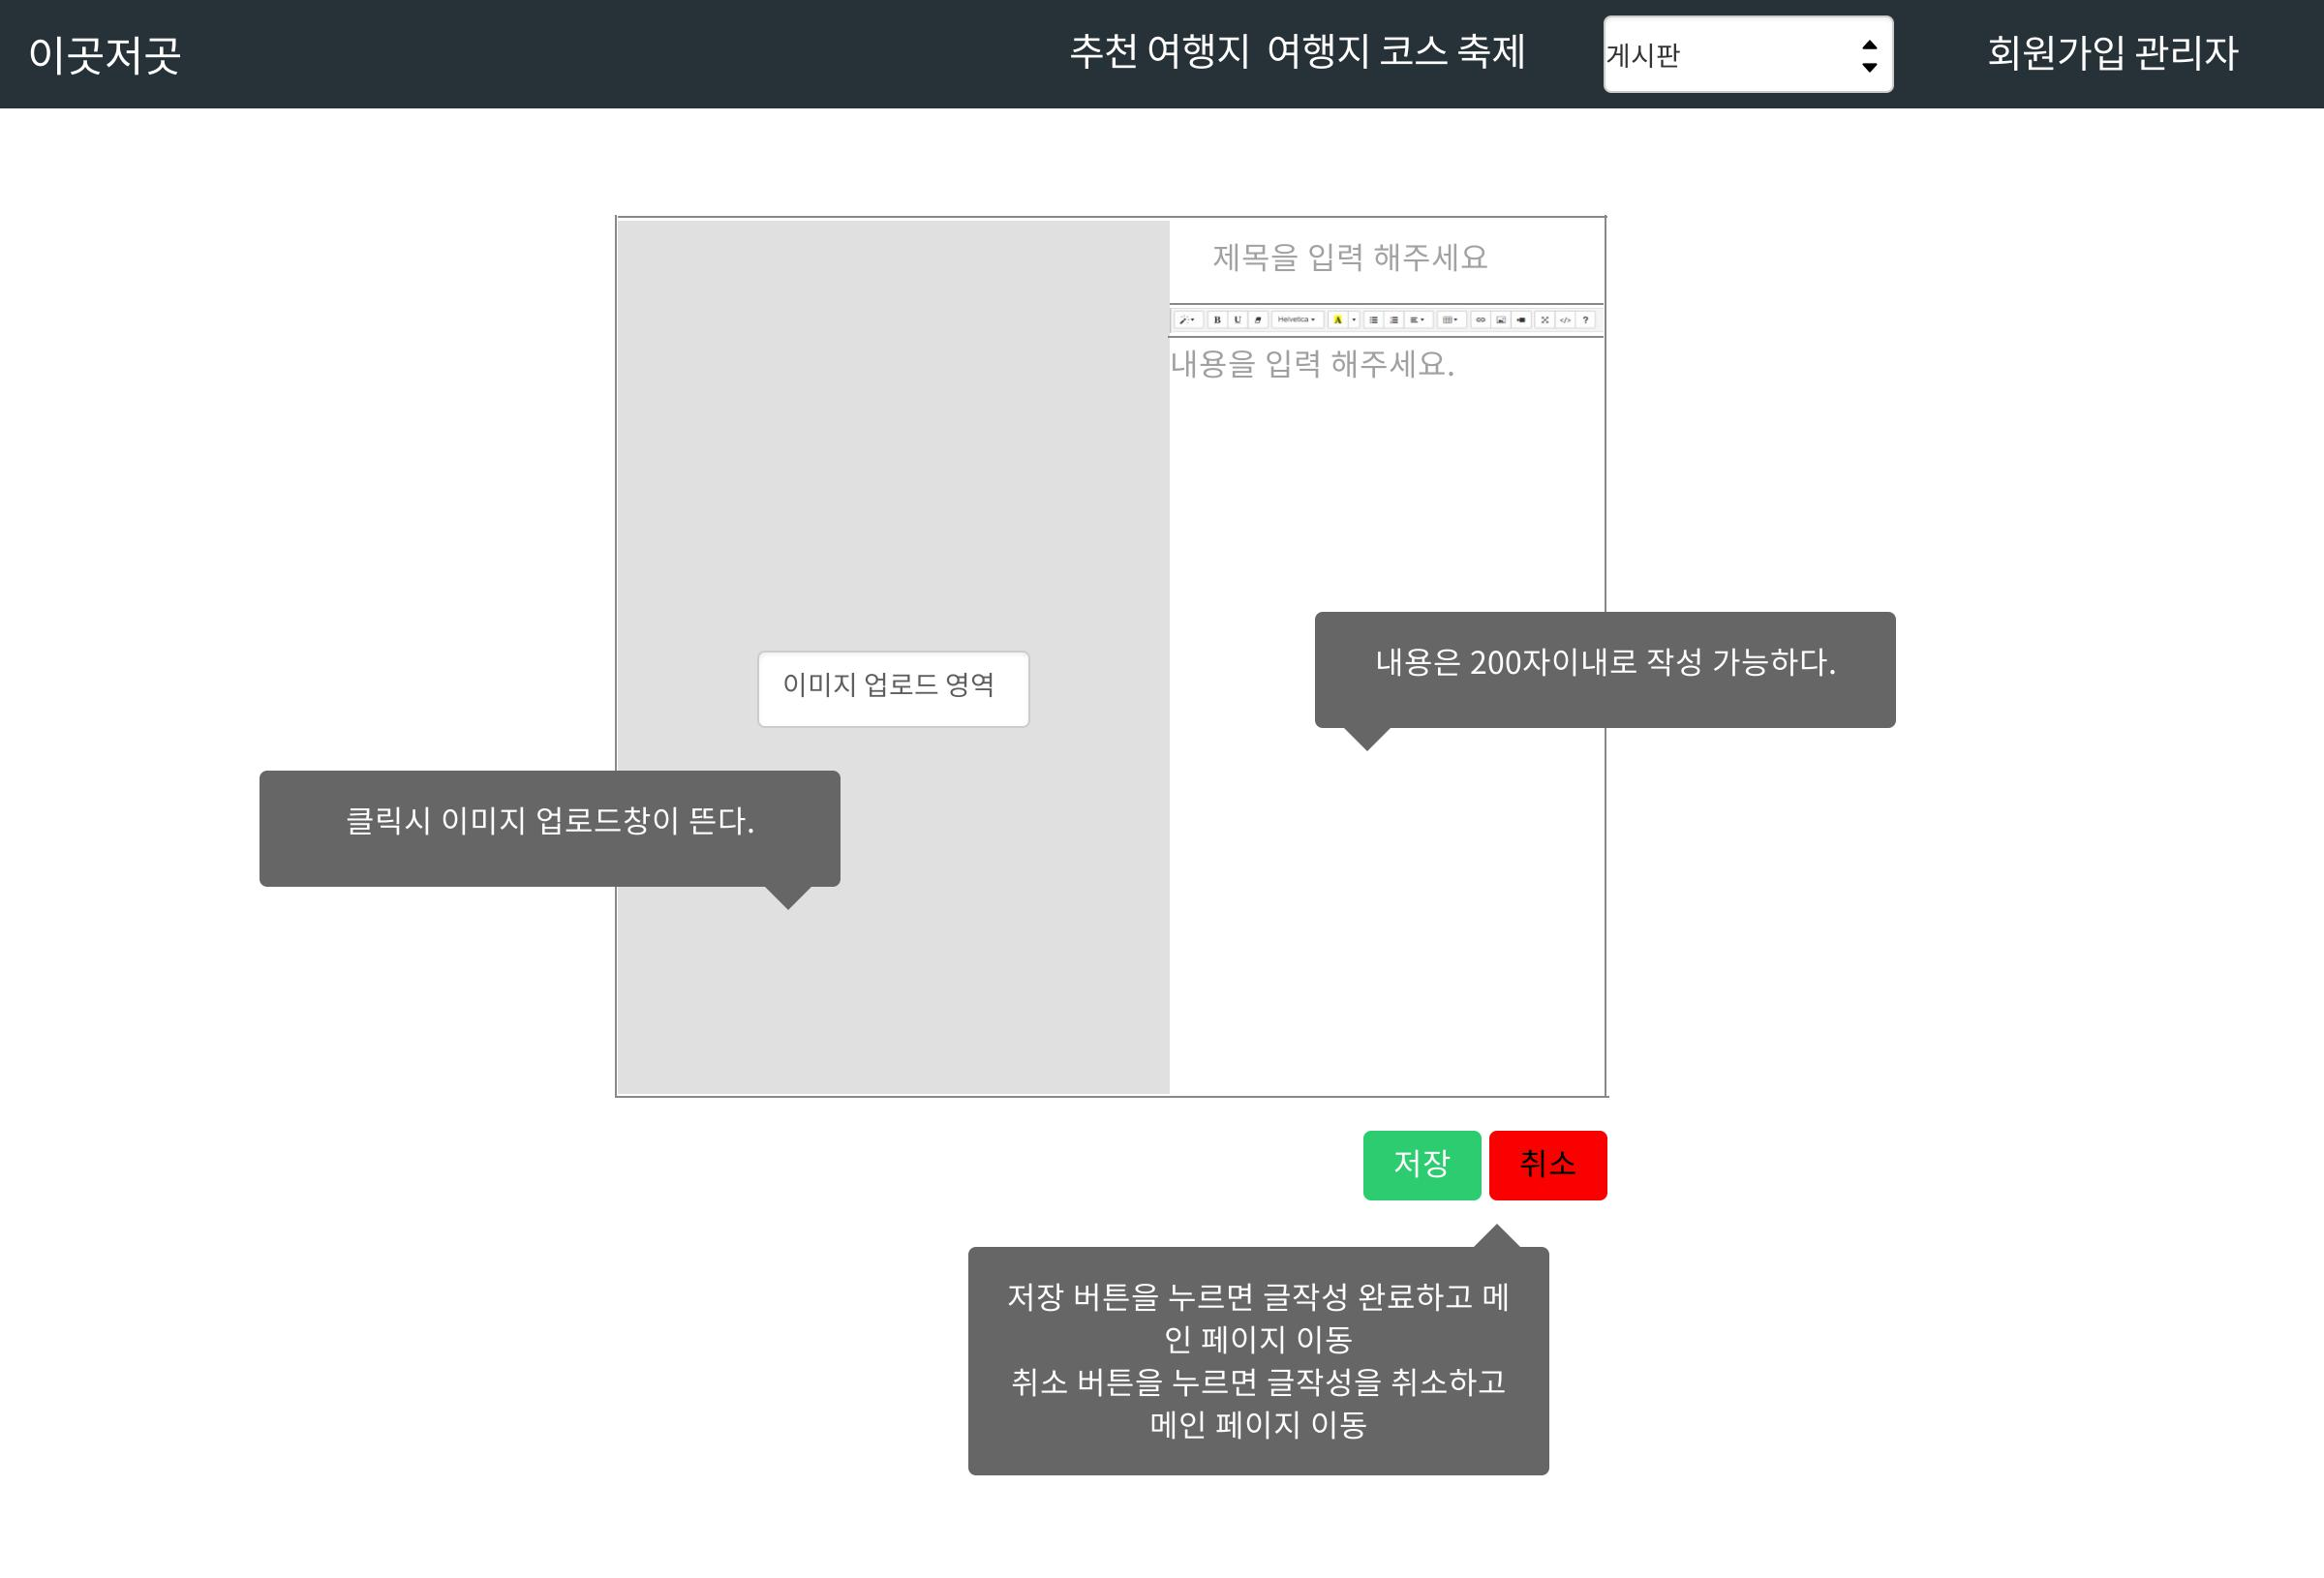 이곳저곳
추천 여행지 여행지 코스 축제
게시판
회원가입 관리자
제목을 입력 해주세요
B U Helvetica A </> ?
내용을 입력 해주세요.
내용은 200자이내로 작성 가능하다.
이미지 업로드 영역
클릭시 이미지 업로드창이 뜬다.
저장 취소
저장 버튼을 누르면 글작성 완료하고 메
인 페이지 이동
취소 버튼을 누르면 글작성을 취소하고
메인 페이지 이동